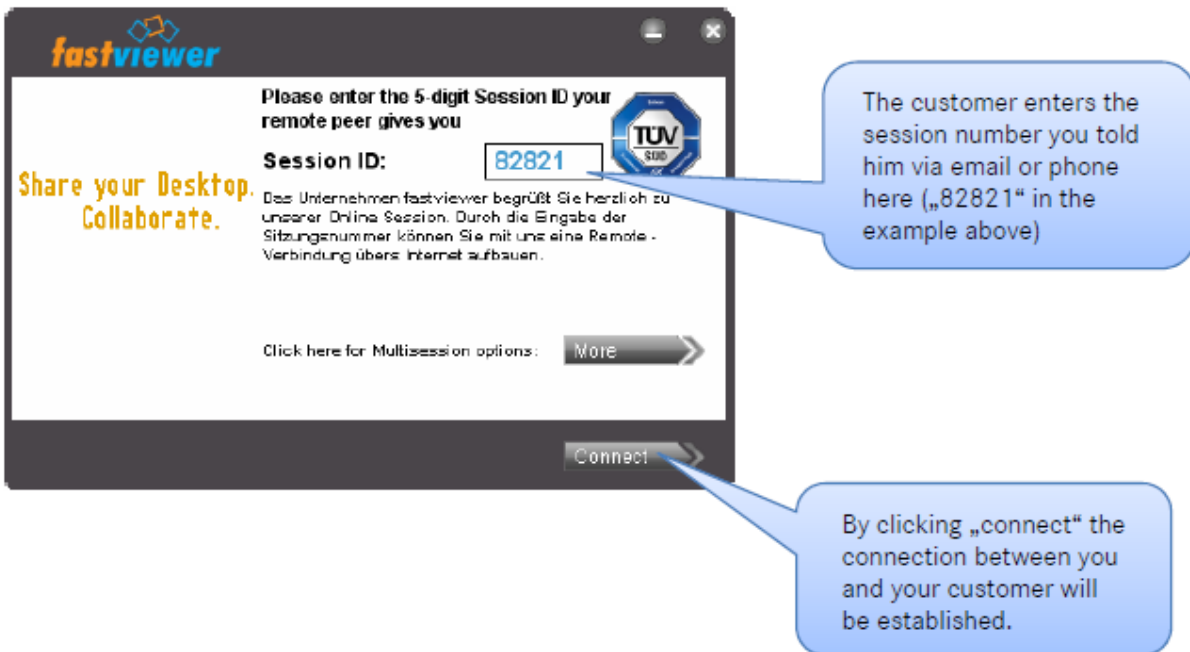 fastviewer
Please enter the 5-digit Session ID your
remote peer gives you
TÜV
SÜD
Session ID:
82821
Share your Desktop.
Collaborate.
Das Unternehmen fastviewer begrüßt Sie herzlich zu
unserer Online Session. Durch die Eingabe der
Sitzungsnummer können Sie mit uns eine Remote -
Verbindung übers Internet aufbauen.
Click here for Multisession options:
More
Connect
The customer enters the
session number you told
him via email or phone
here („82821“ in the
example above)
By clicking „connect“ the
connection between you
and your customer will
be established.